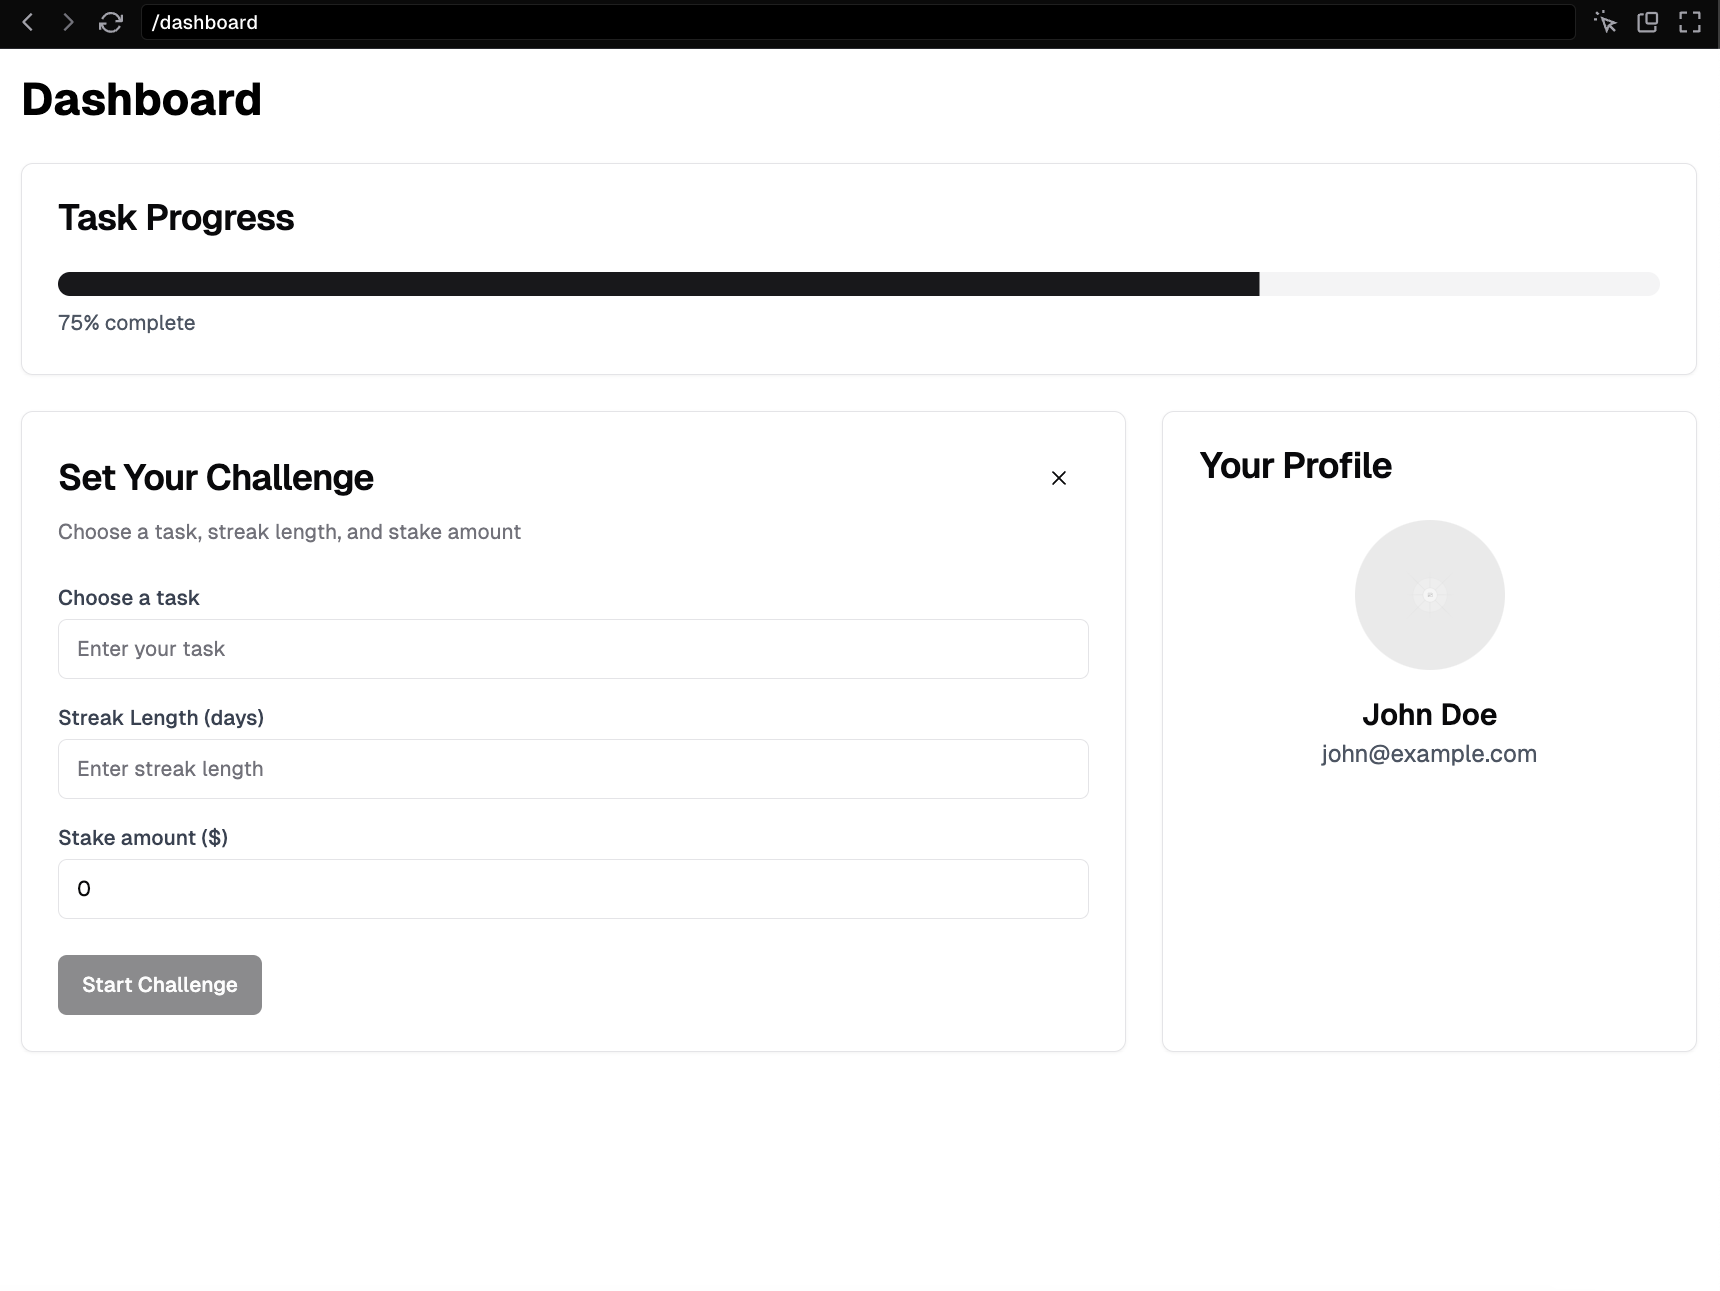 /dashboard
Dashboard
Task Progress
75% complete
Set Your Challenge
Choose a task, streak length, and stake amount
Choose a task
Enter your task
Streak Length (days)
Enter streak length
Stake amount ($)
0
Start Challenge
Your Profile
John Doe
john@example.com